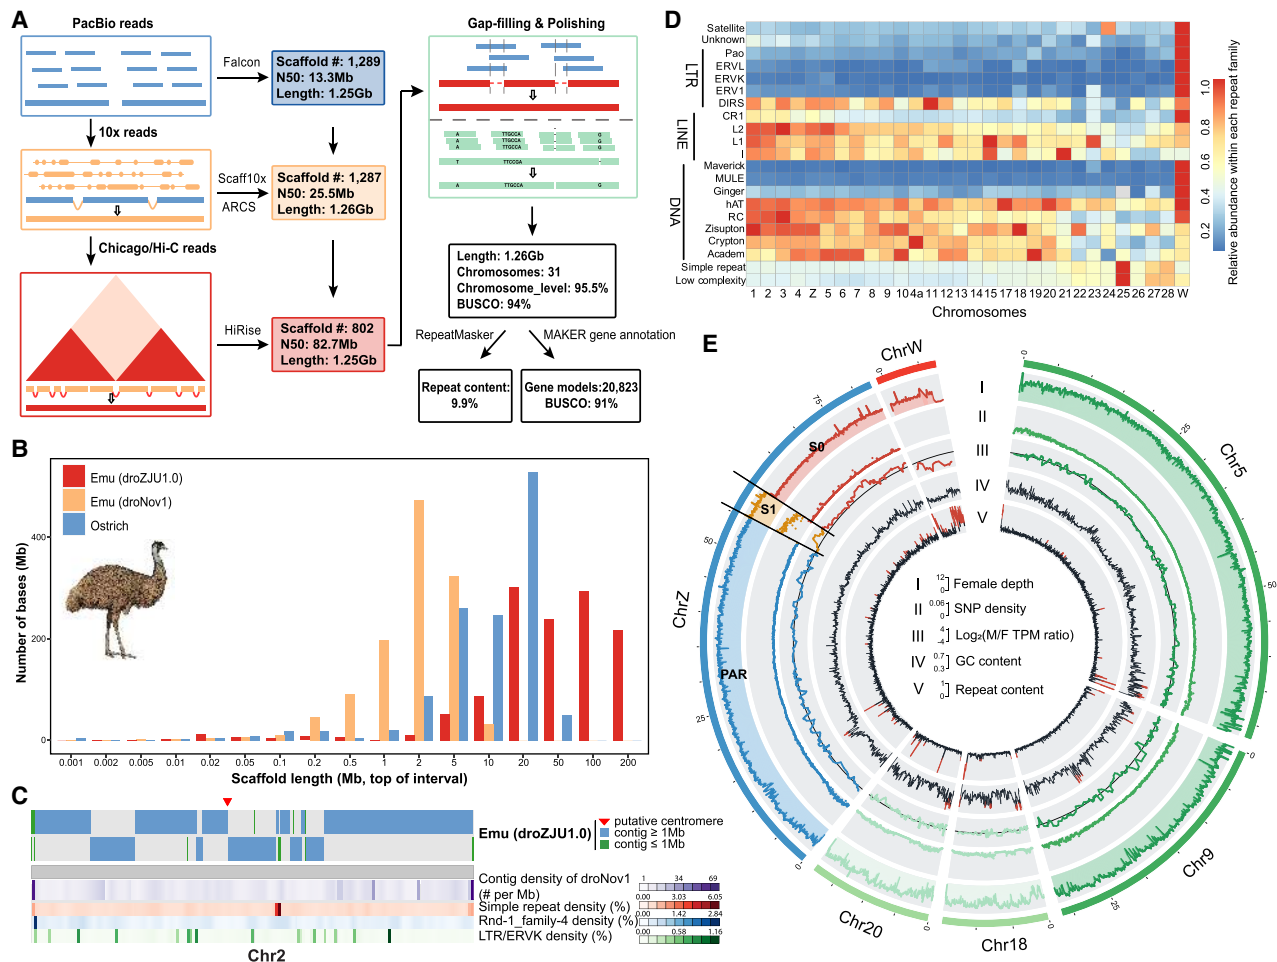 A
PacBio reads
10x reads
Chicago/Hi-C reads
Falcon
Scaff10x
ARCS
HiRise
Scaffold #: 1,289
N50: 13.3Mb
Length: 1.25Gb
Scaffold #: 1,287
N50: 25.5Mb
Length: 1.26Gb
Scaffold #: 802
N50: 82.7Mb
Length: 1.25Gb
Gap-filling & Polishing
A TTGCCA G
A TTGCCA G
A TTGCCA G
T TTCCGA -
A TTGCCA G
Length: 1.26Gb
Chromosomes: 31
Chromosome_level: 95.5%
BUSCO: 94%
RepeatMasker
MAKER gene annotation
Repeat content:
9.9%
Gene models:20,823
BUSCO: 91%
B
Emu (droZJU1.0)
Emu (droNov1)
Ostrich
Number of bases (Mb)
400
200
0
0.001 0.002 0.005 0.01 0.02 0.05 0.1 0.2 0.5 1 2 5 10 20 50 100 200
Scaffold length (Mb, top of interval)
C
Emu (droZJU1.0)
putative centromere
contig ≥ 1Mb
contig ≤ 1Mb
Contig density of droNov1
(# per Mb)
1 34 69
Simple repeat density (%)
0.00 3.03 6.05
Rnd-1_family-4 density (%)
0.00 1.42 2.84
LTR/ERVK density (%)
0.00 0.58 1.16
Chr2
D
LTR
LINE
DNA
Satellite
Unknown
Pao
ERVL
ERVK
ERV1
DIRS
CR1
L2
L1
I
Maverick
MULE
Ginger
hAT
RC
Zisupton
Crypton
Academ
Simple repeat
Low complexity
1 2 3 4 Z 5 6 7 8 9 10 4a 11 12 13 14 15 17 18 19 20 21 22 23 24 25 26 27 28 W
Chromosomes
1.0
0.8
0.6
0.4
0.2
Relative abundance within each repeat family
E
ChrW
0
Chr5
0
25
50
Chr9
0
25
Chr18
0
Chr20
0
ChrZ
0
25
50
75
S0
S1
PAR
I
II
III
IV
V
I 12 0 Female depth
II 0.06 0 SNP density
III 4 -4 Log₂(M/F TPM ratio)
IV 0.7 0.3 GC content
V 1 0 Repeat content